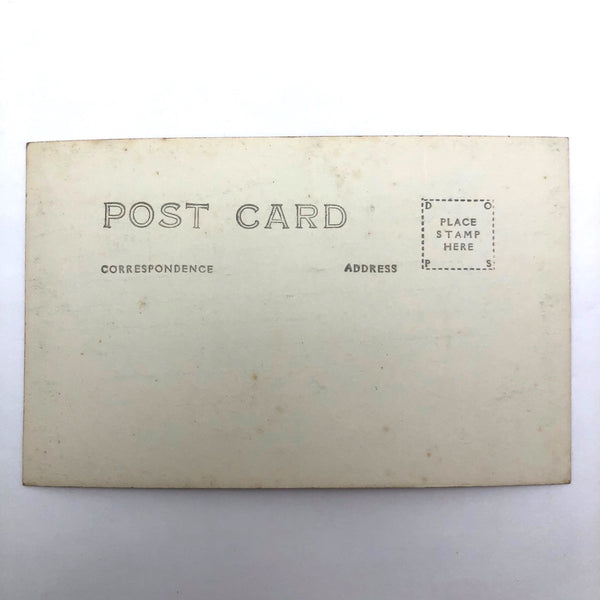 POST CARD
CORRESPONDENCE
ADDRESS
D O
PLACE
STAMP
HERE
P S